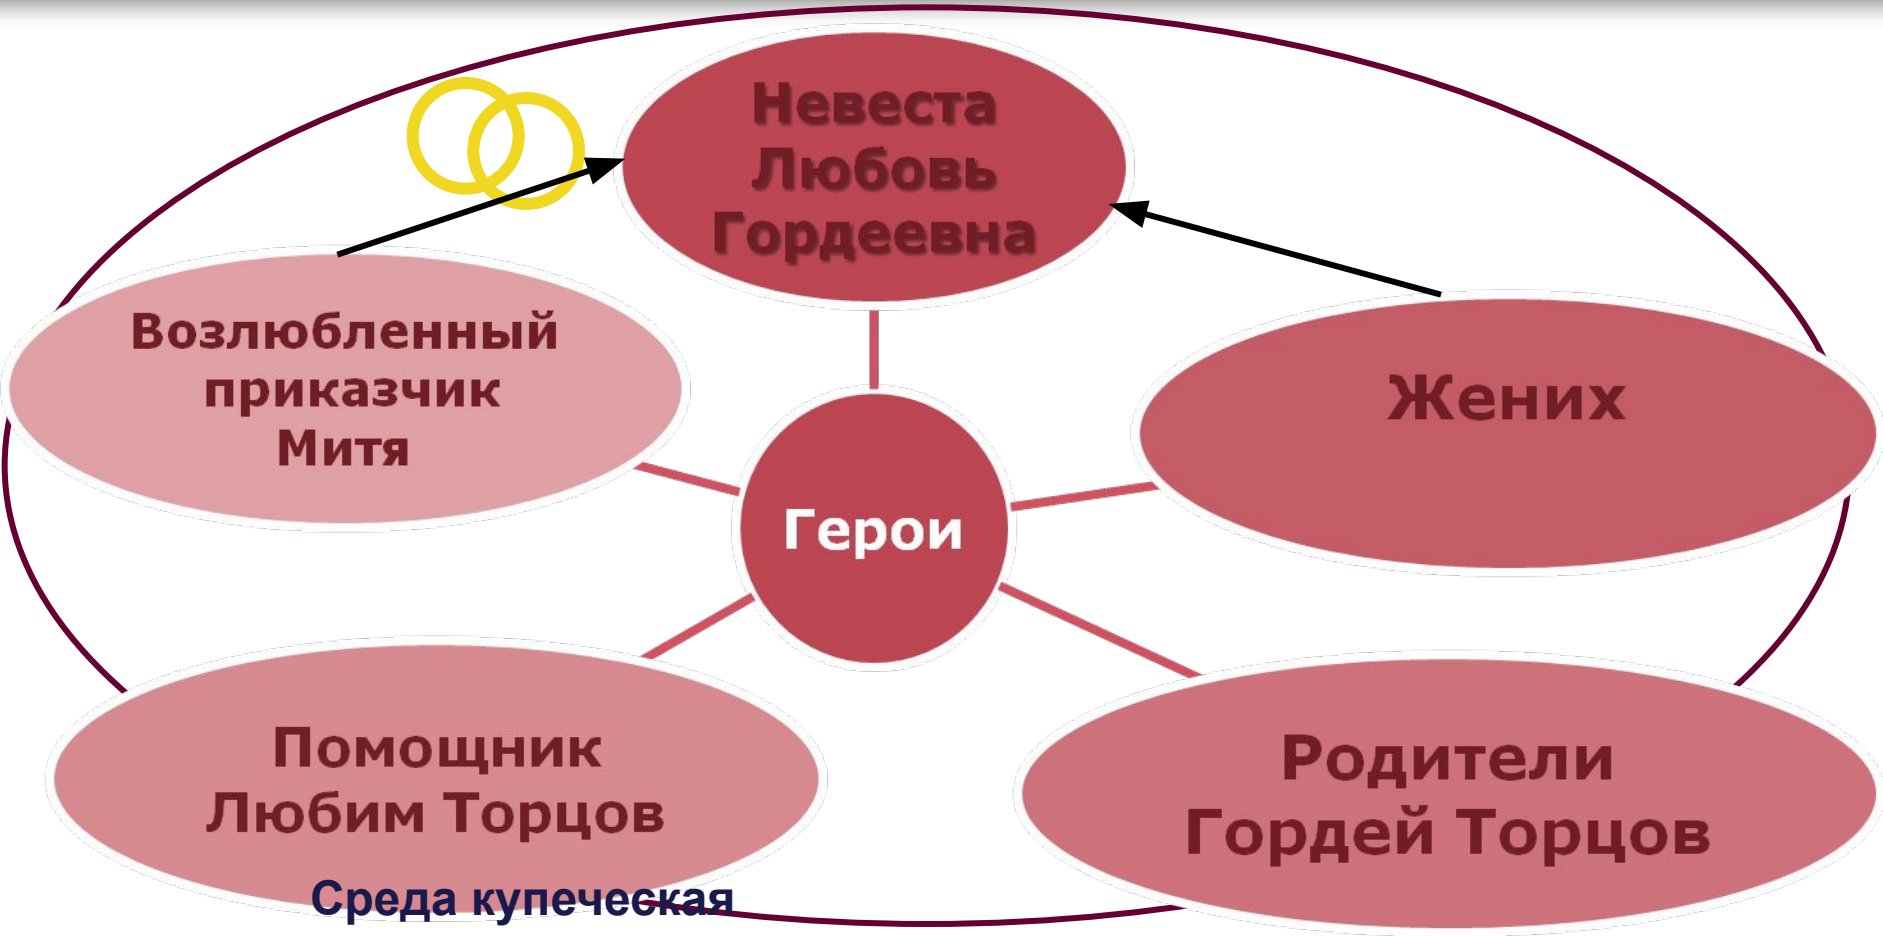 Невеста
Любовь
Гордеевна
Возлюбленный
приказчик
Митя
Жених
Герои
Помощник
Любим Торцов
Родители
Гордей Торцов
Среда купеческая